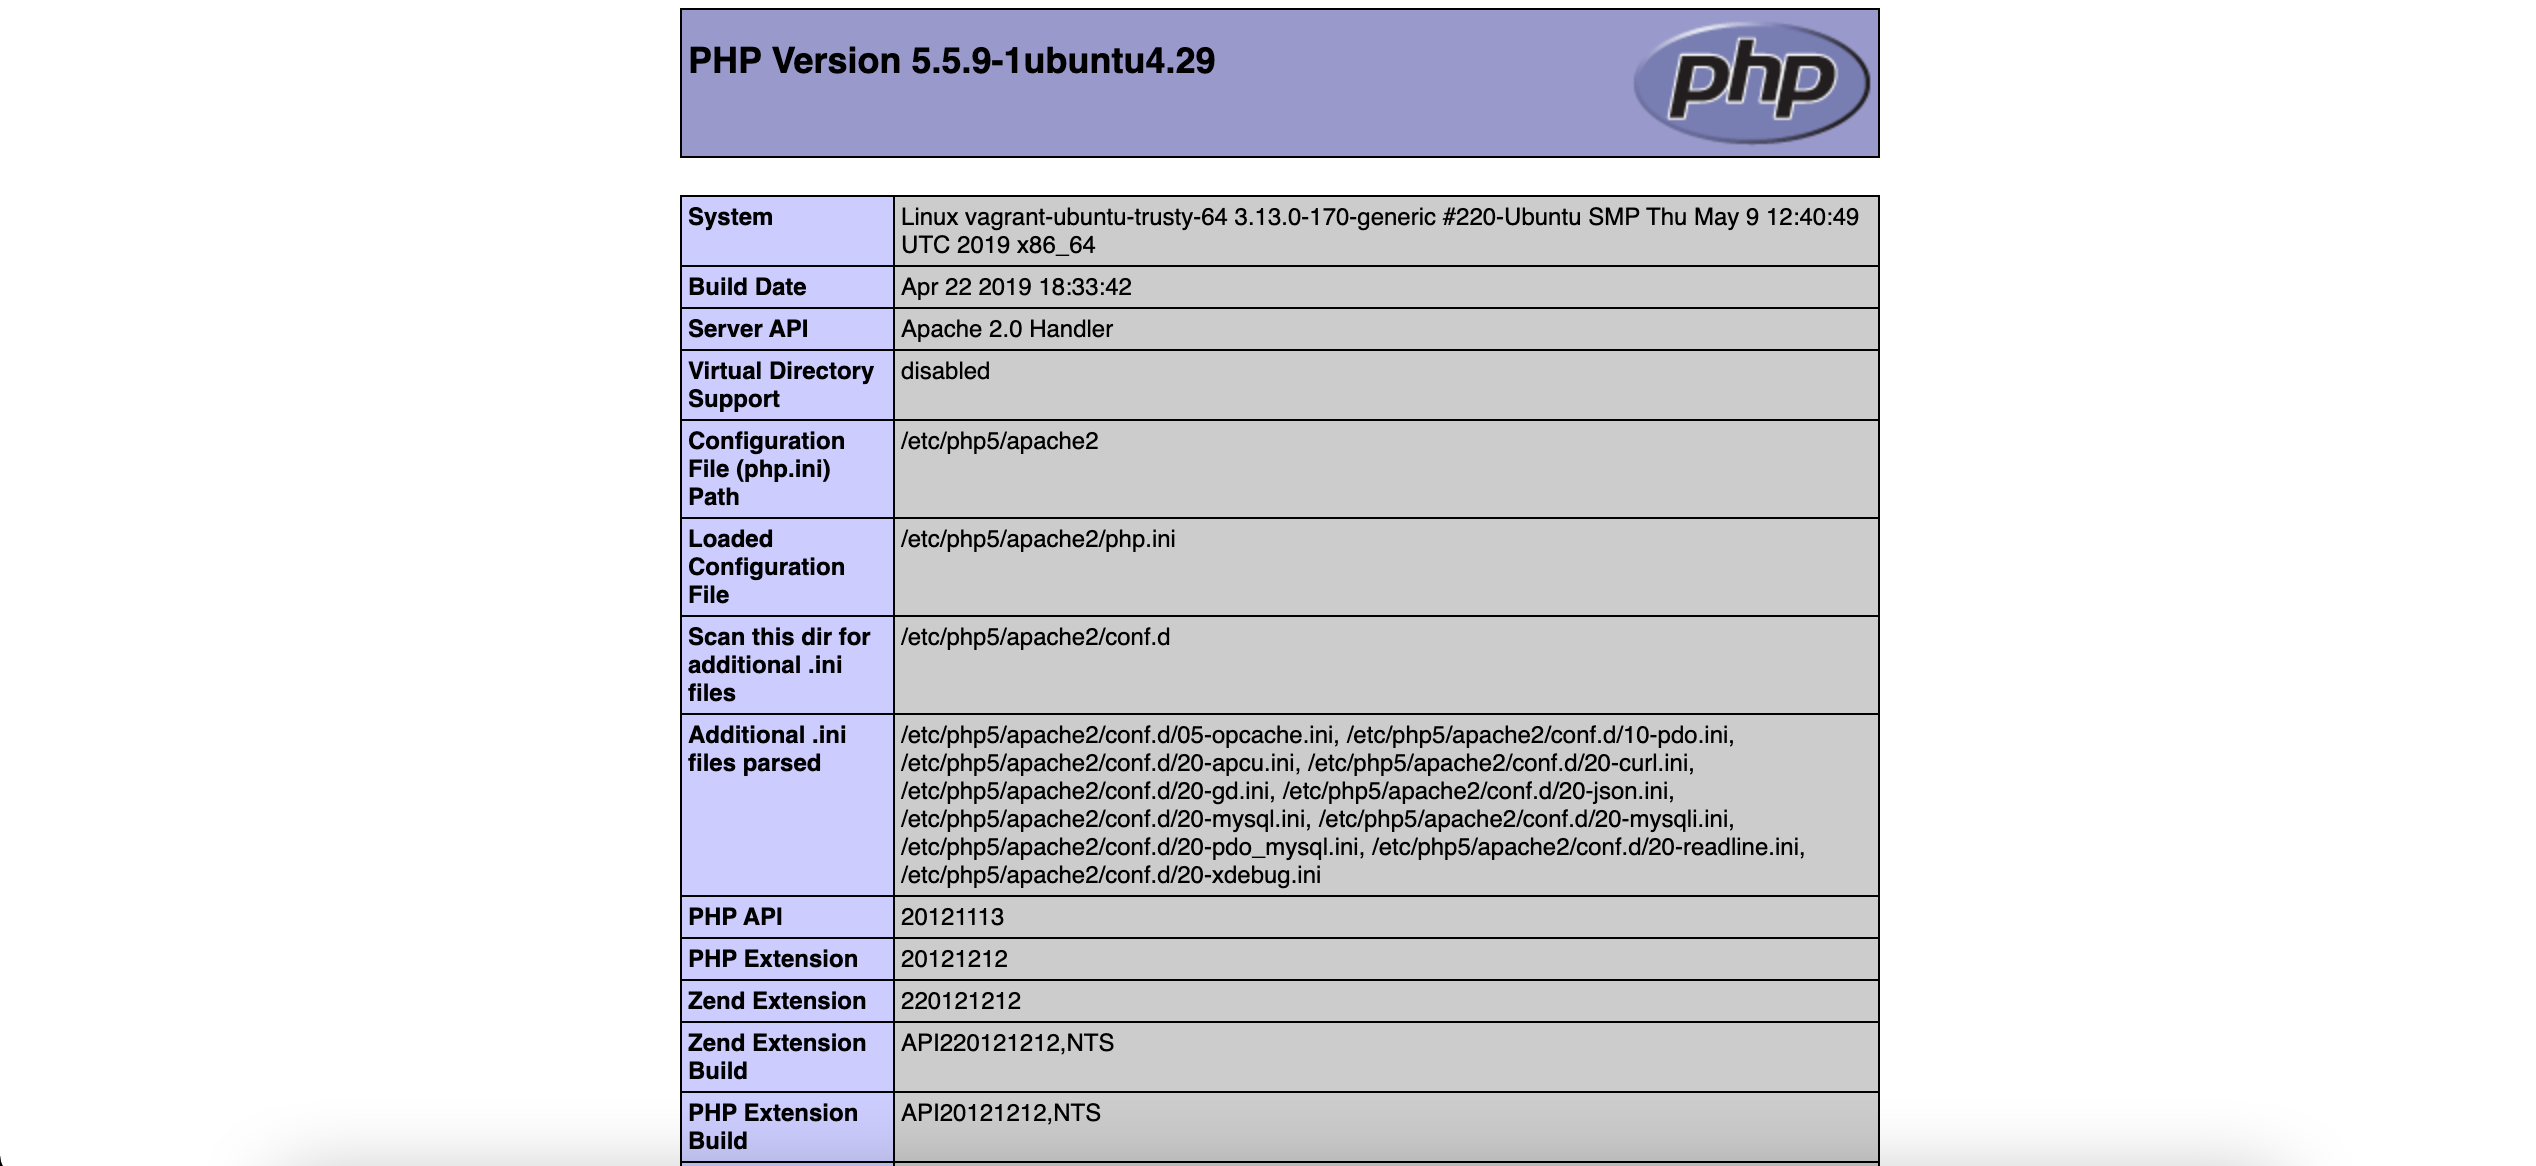 PHP Version 5.5.9-1ubuntu4.29
php
System
Linux vagrant-ubuntu-trusty-64 3.13.0-170-generic #220-Ubuntu SMP Thu May 9 12:40:49
UTC 2019 x86_64
Build Date
Apr 22 2019 18:33:42
Server API
Apache 2.0 Handler
Virtual Directory
Support
disabled
Configuration
File (php.ini)
Path
/etc/php5/apache2
Loaded
Configuration
File
/etc/php5/apache2/php.ini
Scan this dir for
additional .ini
files
/etc/php5/apache2/conf.d
Additional .ini
files parsed
/etc/php5/apache2/conf.d/05-opcache.ini, /etc/php5/apache2/conf.d/10-pdo.ini,
/etc/php5/apache2/conf.d/20-apcu.ini, /etc/php5/apache2/conf.d/20-curl.ini,
/etc/php5/apache2/conf.d/20-gd.ini, /etc/php5/apache2/conf.d/20-json.ini,
/etc/php5/apache2/conf.d/20-mysql.ini, /etc/php5/apache2/conf.d/20-mysqli.ini,
/etc/php5/apache2/conf.d/20-pdo_mysql.ini, /etc/php5/apache2/conf.d/20-readline.ini,
/etc/php5/apache2/conf.d/20-xdebug.ini
PHP API
20121113
PHP Extension
20121212
Zend Extension
220121212
Zend Extension
Build
API220121212,NTS
PHP Extension
Build
API20121212,NTS